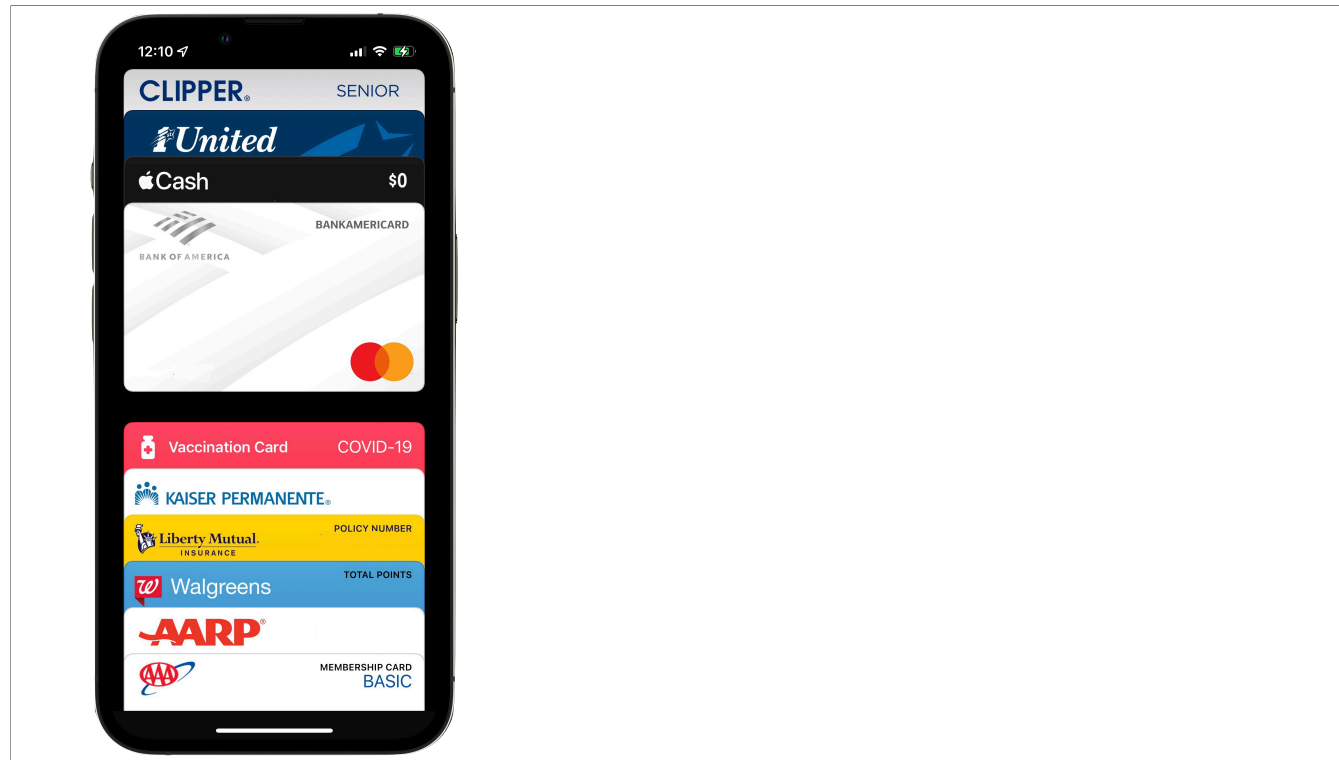 12:10
CLIPPER® SENIOR
1st United
Cash $0
BANKAMERICARD
BANK OF AMERICA
Vaccination Card COVID-19
KAISER PERMANENTE®
POLICY NUMBER
Liberty Mutual.
INSURANCE
TOTAL POINTS
W Walgreens
AARP®
AAA MEMBERSHIP CARD
BASIC